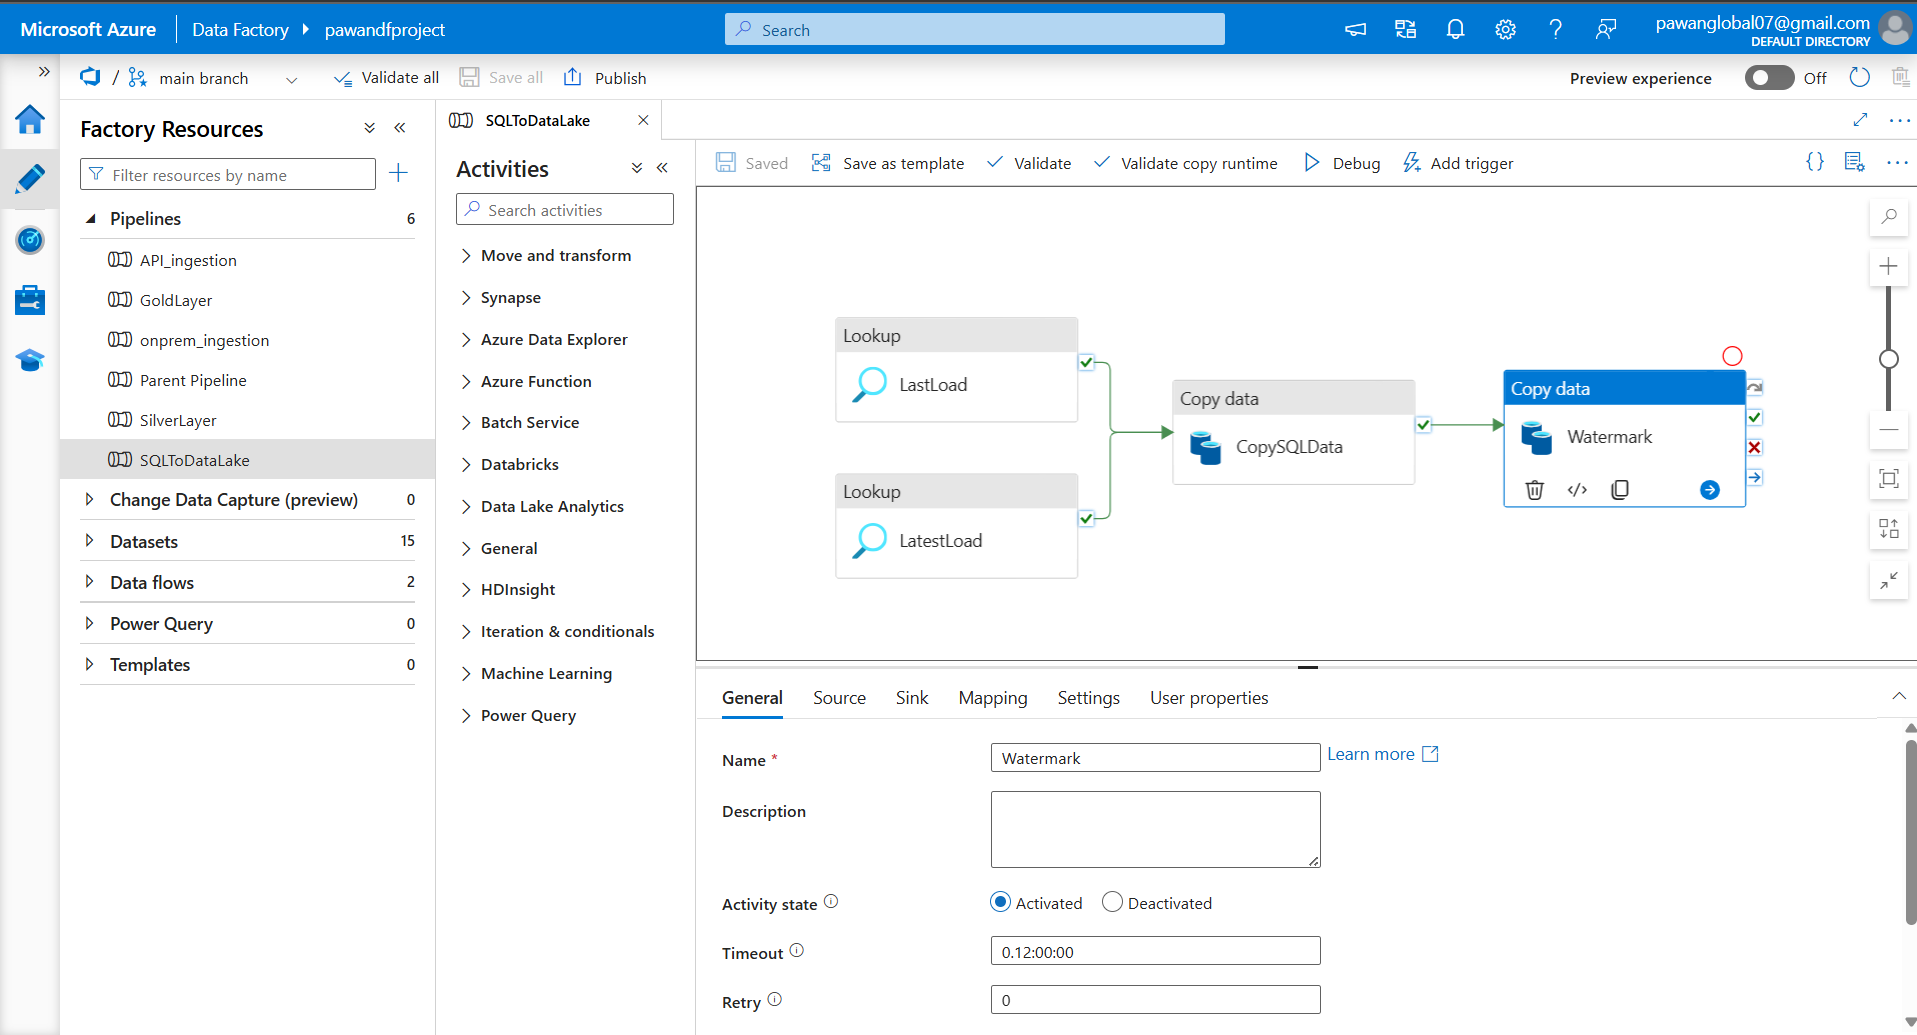 Microsoft Azure
Data Factory
pawandfproject
Search
pawanglobal07@gmail.com
DEFAULT DIRECTORY
/
main branch
Validate all
Save all
Publish
Preview experience
Off
Factory Resources
Filter resources by name
Pipelines
6
API_ingestion
GoldLayer
onprem_ingestion
Parent Pipeline
SilverLayer
SQLToDataLake
Change Data Capture (preview)
0
Datasets
15
Data flows
2
Power Query
0
Templates
0
SQLToDataLake
Activities
Search activities
Move and transform
Synapse
Azure Data Explorer
Azure Function
Batch Service
Databricks
Data Lake Analytics
General
HDInsight
Iteration & conditionals
Machine Learning
Power Query
Saved
Save as template
Validate
Validate copy runtime
Debug
Add trigger
Lookup
LastLoad
Lookup
LatestLoad
Copy data
CopySQLData
Copy data
Watermark
General
Source
Sink
Mapping
Settings
User properties
Name *
Watermark
Learn more
Description
Activity state
Activated
Deactivated
Timeout
0.12:00:00
Retry
0